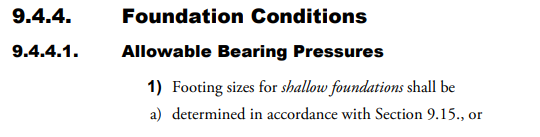 9.4.4. Foundation Conditions
9.4.4.1. Allowable Bearing Pressures
1) Footing sizes for shallow foundations shall be
a) determined in accordance with Section 9.15., or